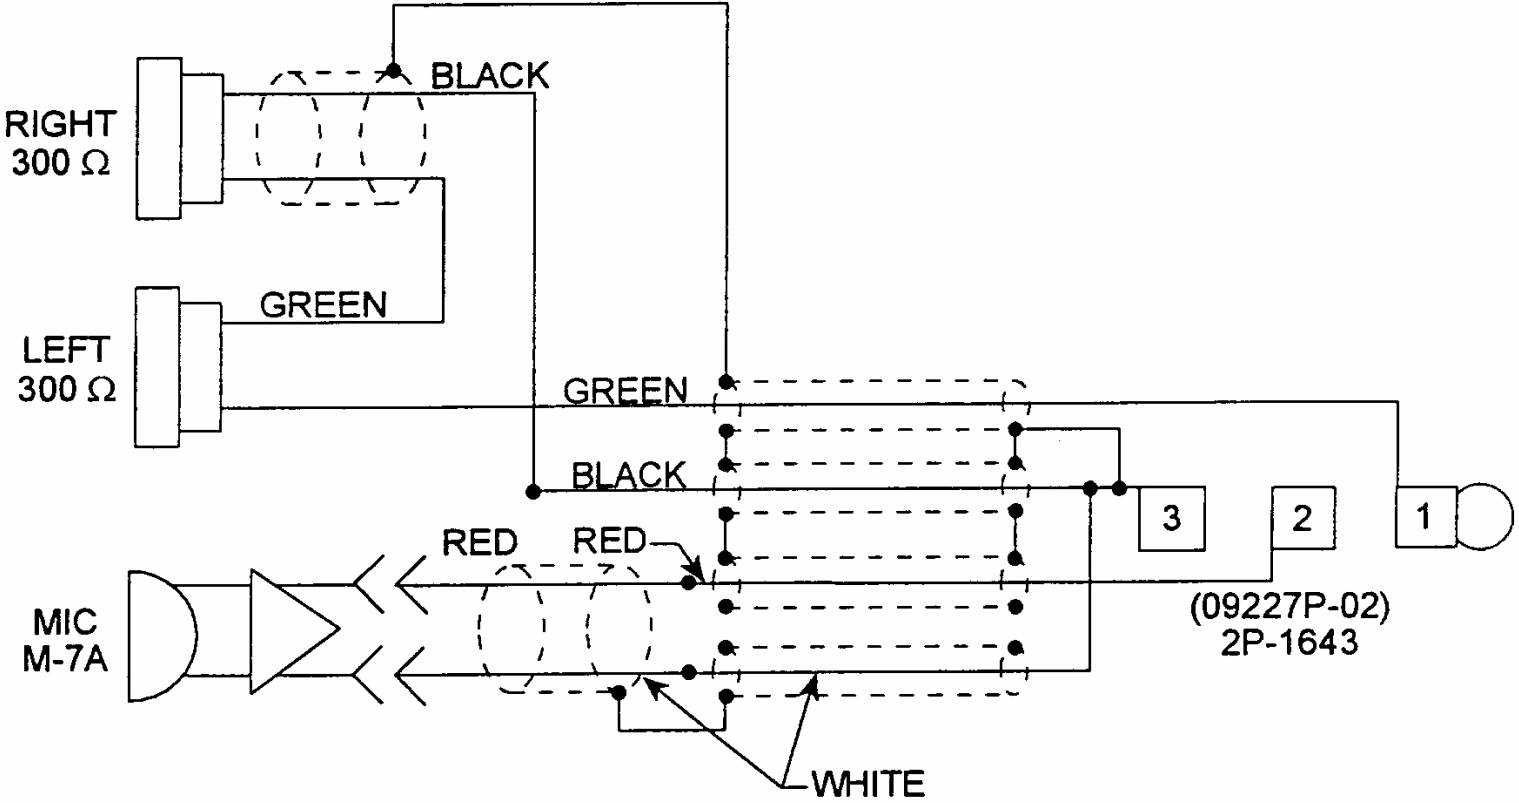 BLACK
RIGHT
300 Ω
GREEN
LEFT
300 Ω
GREEN
BLACK
3
2
1
RED
RED
(09227P-02)
2P-1643
MIC
M-7A
WHITE